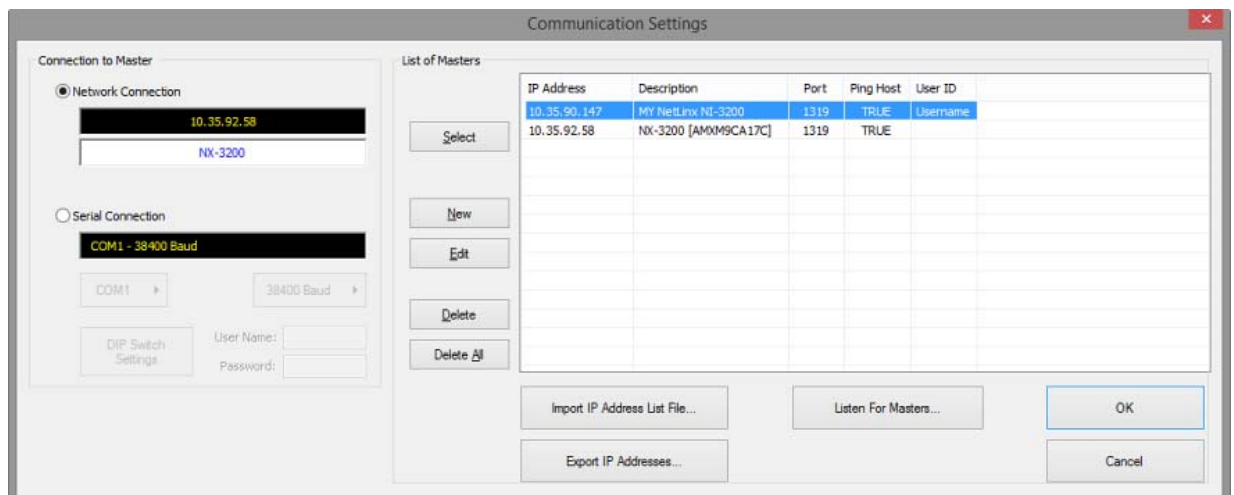 Communication Settings
Connection to Master
Network Connection
10.35.92.58
NX-3200
Serial Connection
COM1 - 38400 Baud
COM1
38400 Baud
DIP Switch
Settings
User Name:
Password:
List of Masters
Select
New
Edit
Delete
Delete All
IP Address Description Port Ping Host User ID
10.35.90.147 MY NetLinx NI-3200 1319 TRUE Username
10.35.92.58 NX-3200 [AMXM9CA17C] 1319 TRUE
Import IP Address List File...
Listen For Masters...
OK
Export IP Addresses...
Cancel